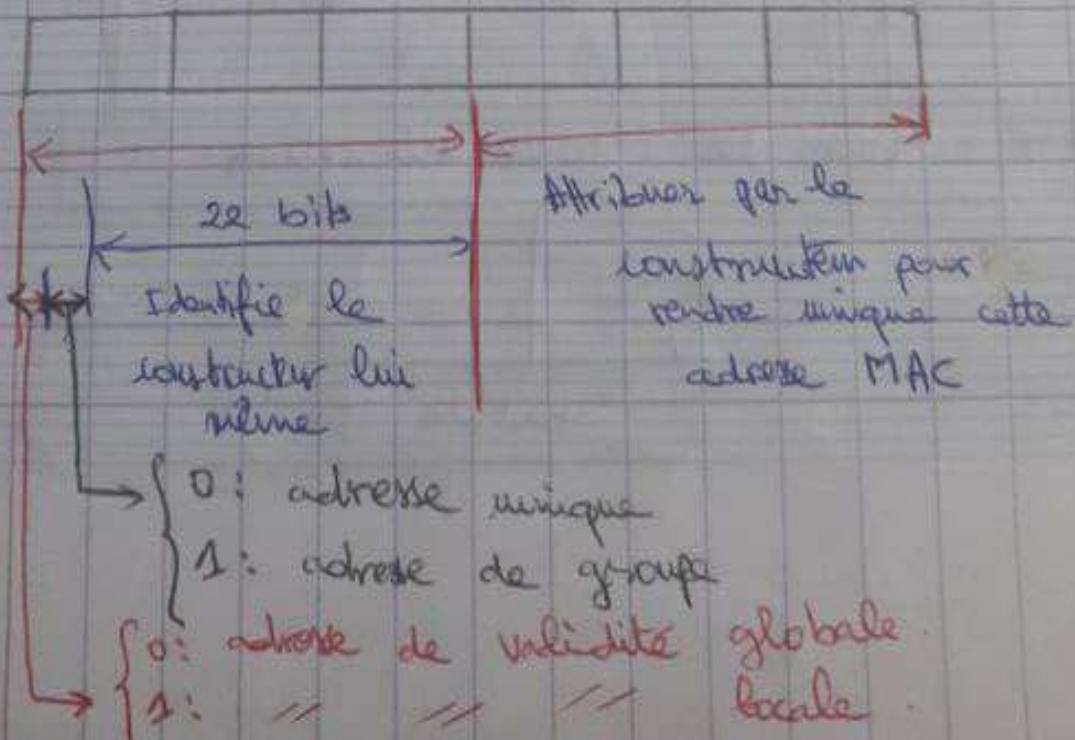 22 bits
Identifie le
constructeur lui
même
Attribuer par le
constructeur pour
rendre unique cette
adresse MAC
0 : adresse unique
1 : adresse de groupe
0 : adresse de validité globale.
1 : // // // locale.